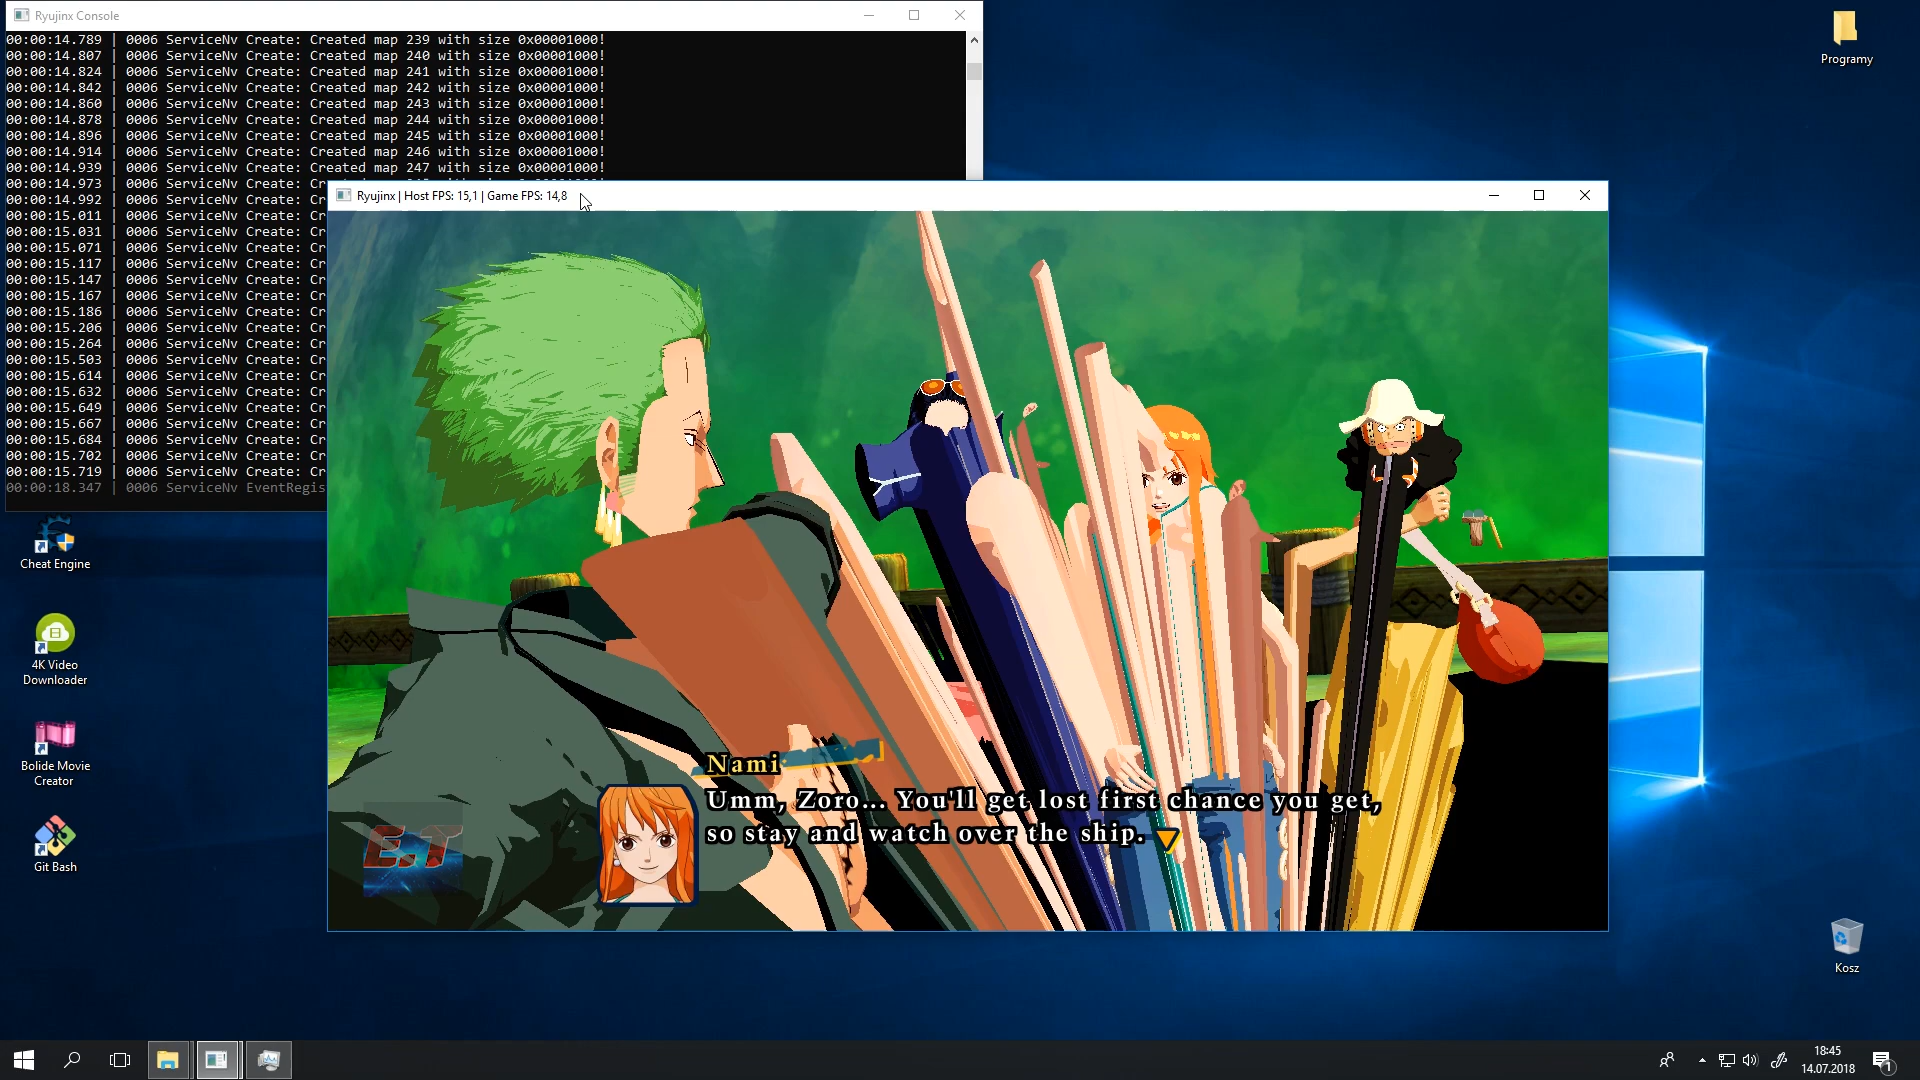 Ryujinx Console
00:00:14.789 | 0006 ServiceNv Create: Created map 239 with size 0x00001000!
00:00:14.807 | 0006 ServiceNv Create: Created map 240 with size 0x00001000!
00:00:14.824 | 0006 ServiceNv Create: Created map 241 with size 0x00001000!
00:00:14.842 | 0006 ServiceNv Create: Created map 242 with size 0x00001000!
00:00:14.860 | 0006 ServiceNv Create: Created map 243 with size 0x00001000!
00:00:14.878 | 0006 ServiceNv Create: Created map 244 with size 0x00001000!
00:00:14.896 | 0006 ServiceNv Create: Created map 245 with size 0x00001000!
00:00:14.914 | 0006 ServiceNv Create: Created map 246 with size 0x00001000!
00:00:14.939 | 0006 ServiceNv Create: Created map 247 with size 0x00001000!
00:00:14.973 | 0006 ServiceNv Create:
00:00:14.992 | 0006 ServiceNv Create: Cr
00:00:15.011 | 0006 ServiceNv Create: Cr
00:00:15.031 | 0006 ServiceNv Create: Cr
00:00:15.071 | 0006 ServiceNv Create: Cr
00:00:15.117 | 0006 ServiceNv Create: Cr
00:00:15.147 | 0006 ServiceNv Create: Cr
00:00:15.167 | 0006 ServiceNv Create: Cr
00:00:15.186 | 0006 ServiceNv Create: Cr
00:00:15.206 | 0006 ServiceNv Create: Cr
00:00:15.264 | 0006 ServiceNv Create: Cr
00:00:15.503 | 0006 ServiceNv Create: Cr
00:00:15.614 | 0006 ServiceNv Create: Cr
00:00:15.632 | 0006 ServiceNv Create: Cr
00:00:15.649 | 0006 ServiceNv Create: Cr
00:00:15.667 | 0006 ServiceNv Create: Cr
00:00:15.684 | 0006 ServiceNv Create: Cr
00:00:15.702 | 0006 ServiceNv Create: Cr
00:00:15.719 | 0006 ServiceNv Create: Cr
00:00:18.347 | 0006 ServiceNv EventRegis
Ryujinx | Host FPS: 15,1 | Game FPS: 14,8
Nami
Umm, Zoro... You'll get lost first chance you get,
so stay and watch over the ship.
E.T
Programy
Cheat Engine
4K Video
Downloader
Bolide Movie
Creator
Git Bash
Kosz
18:45
14.07.2018
1